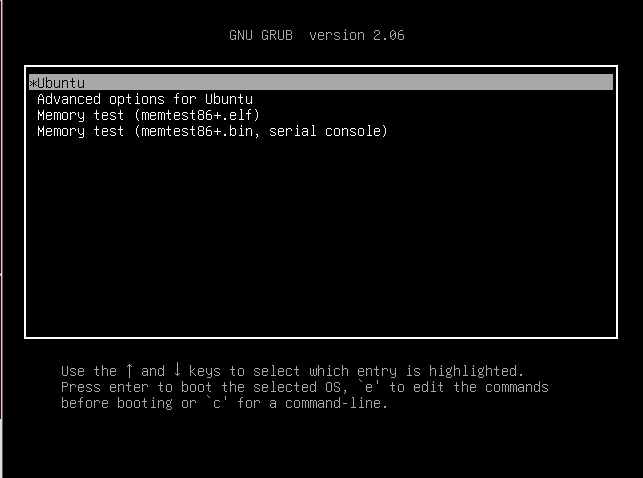 GNU GRUB  version 2.06
*Ubuntu
Advanced options for Ubuntu
Memory test (memtest86+.elf)
Memory test (memtest86+.bin, serial console)
Use the ↑ and ↓ keys to select which entry is highlighted.
Press enter to boot the selected OS, `e' to edit the commands
before booting or `c' for a command-line.